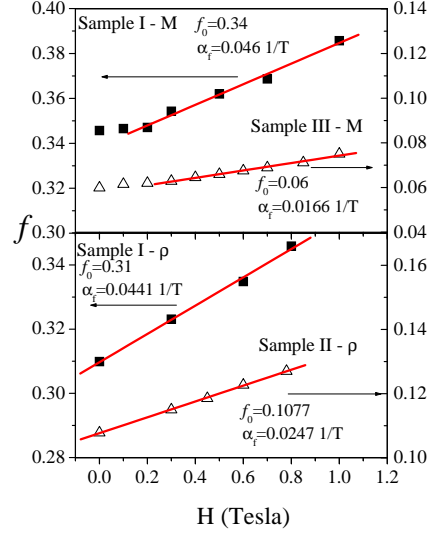 Sample I - M
f0=0.34
αf=0.046 1/T
Sample III - M
f0=0.06
αf=0.0166 1/T
0.40
0.38
0.36
0.34
0.32
0.30
0.14
0.12
0.10
0.08
0.06
0.04
f
Sample I - ρ
f0=0.31
αf=0.0441 1/T
Sample II - ρ
f0=0.1077
αf=0.0247 1/T
0.34
0.32
0.30
0.28
0.16
0.14
0.12
0.10
0.0 0.2 0.4 0.6 0.8 1.0 1.2
H (Tesla)